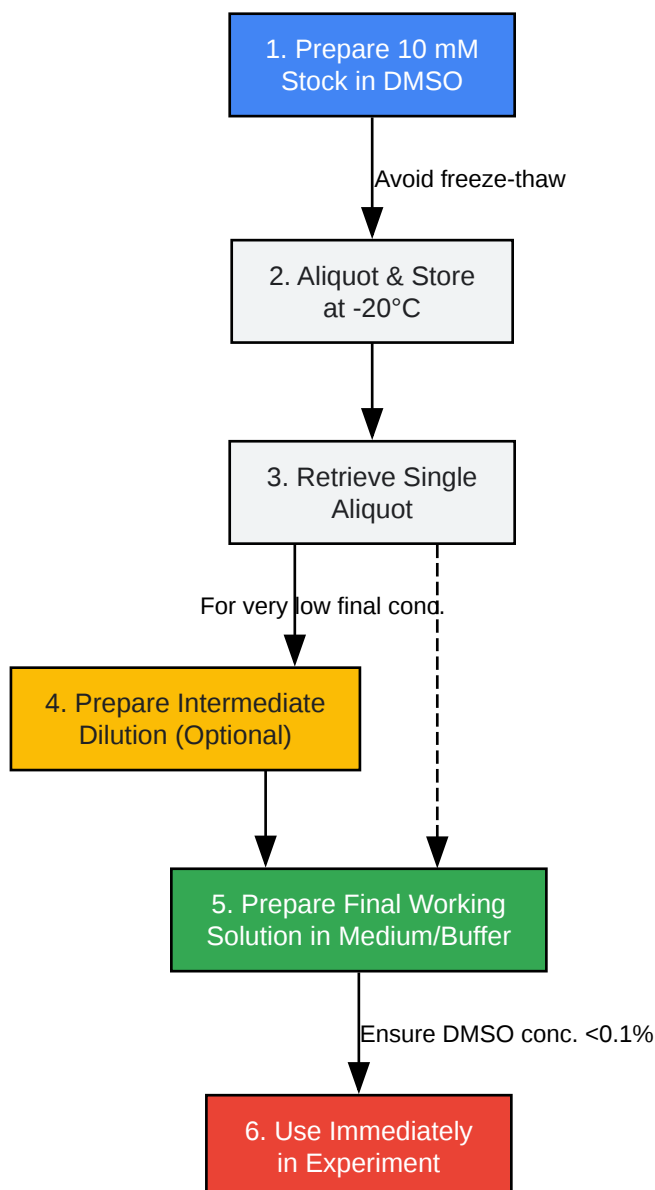 1. Prepare 10 mM
Stock in DMSO
Avoid freeze-thaw
2. Aliquot & Store
at -20°C
3. Retrieve Single
Aliquot
For very low final conc.
4. Prepare Intermediate
Dilution (Optional)
5. Prepare Final Working
Solution in Medium/Buffer
Ensure DMSO conc. <0.1%
6. Use Immediately
in Experiment